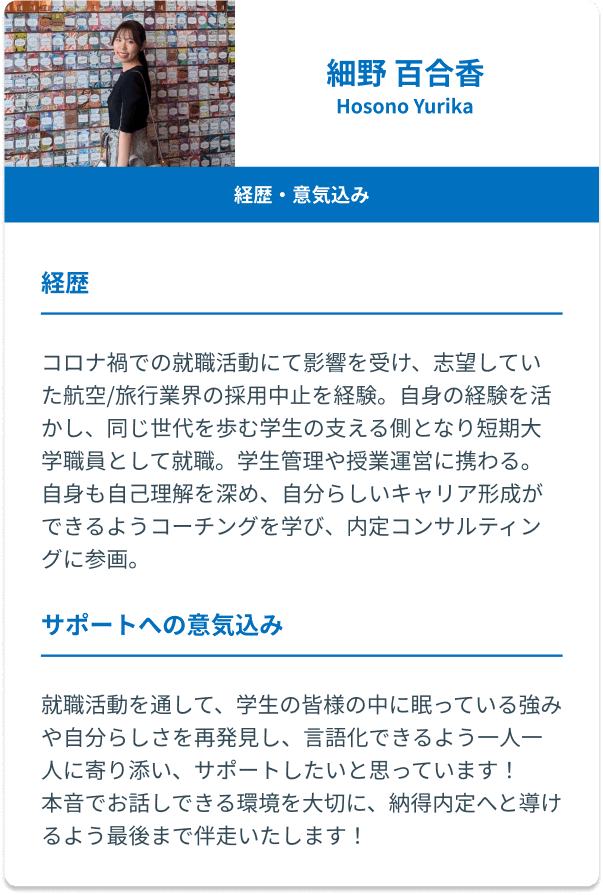 細野 百合香
Hosono Yurika
経歴・意気込み
経歴
コロナ禍での就職活動にて影響を受け、志望してい
た航空/旅行業界の採用中止を経験。自身の経験を活
かし、同じ世代を歩む学生の支える側となり短期大
学職員として就職。学生管理や授業運営に携わる。
自身も自己理解を深め、自分らしいキャリア形成が
できるようコーチングを学び、内定コンサルティン
グに参画。
サポートへの意気込み
就職活動を通して、学生の皆様の中に眠っている強み
や自分らしさを再発見し、言語化できるよう一人一
人に寄り添い、サポートしたいと思っています！
本音でお話しできる環境を大切に、納得内定へと導け
るよう最後まで伴走いたします！